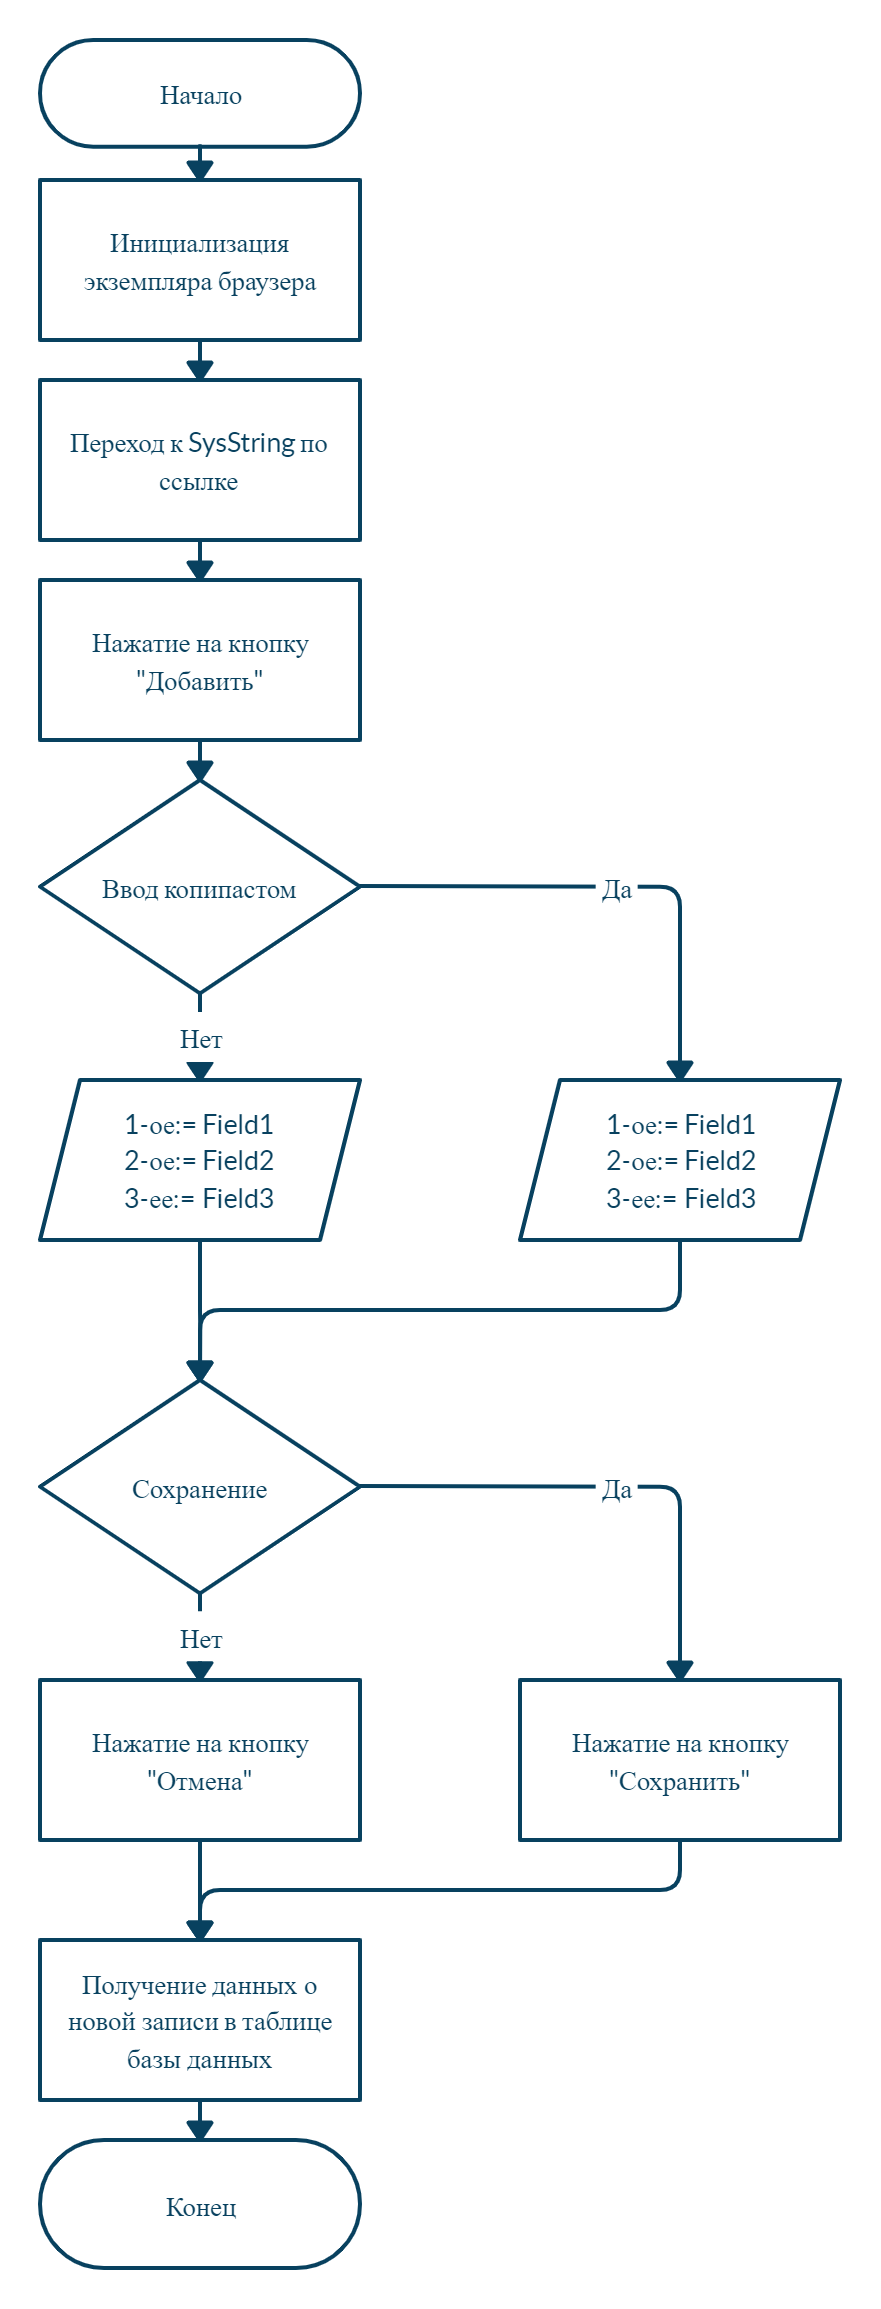 Начало
Инициализация
экземпляра браузера
Переход к SysString по
ссылке
Нажатие на кнопку
"Добавить"
Ввод копипастом
Да
Нет
1-ое:= Field1
2-ое:= Field2
3-ее:= Field3
1-ое:= Field1
2-ое:= Field2
3-ее:= Field3
Сохранение
Да
Нет
Нажатие на кнопку
"Отмена"
Нажатие на кнопку
"Сохранить"
Получение данных о
новой записи в таблице
базы данных
Конец